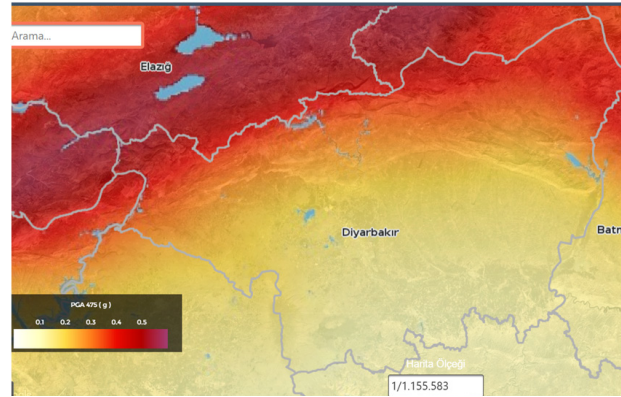 Arama...
Elazığ
Diyarbakır
Batm
PGA 475 ( g )
0.1 0.2 0.3 0.4 0.5
Harita Ölçeği
1/1.155.583